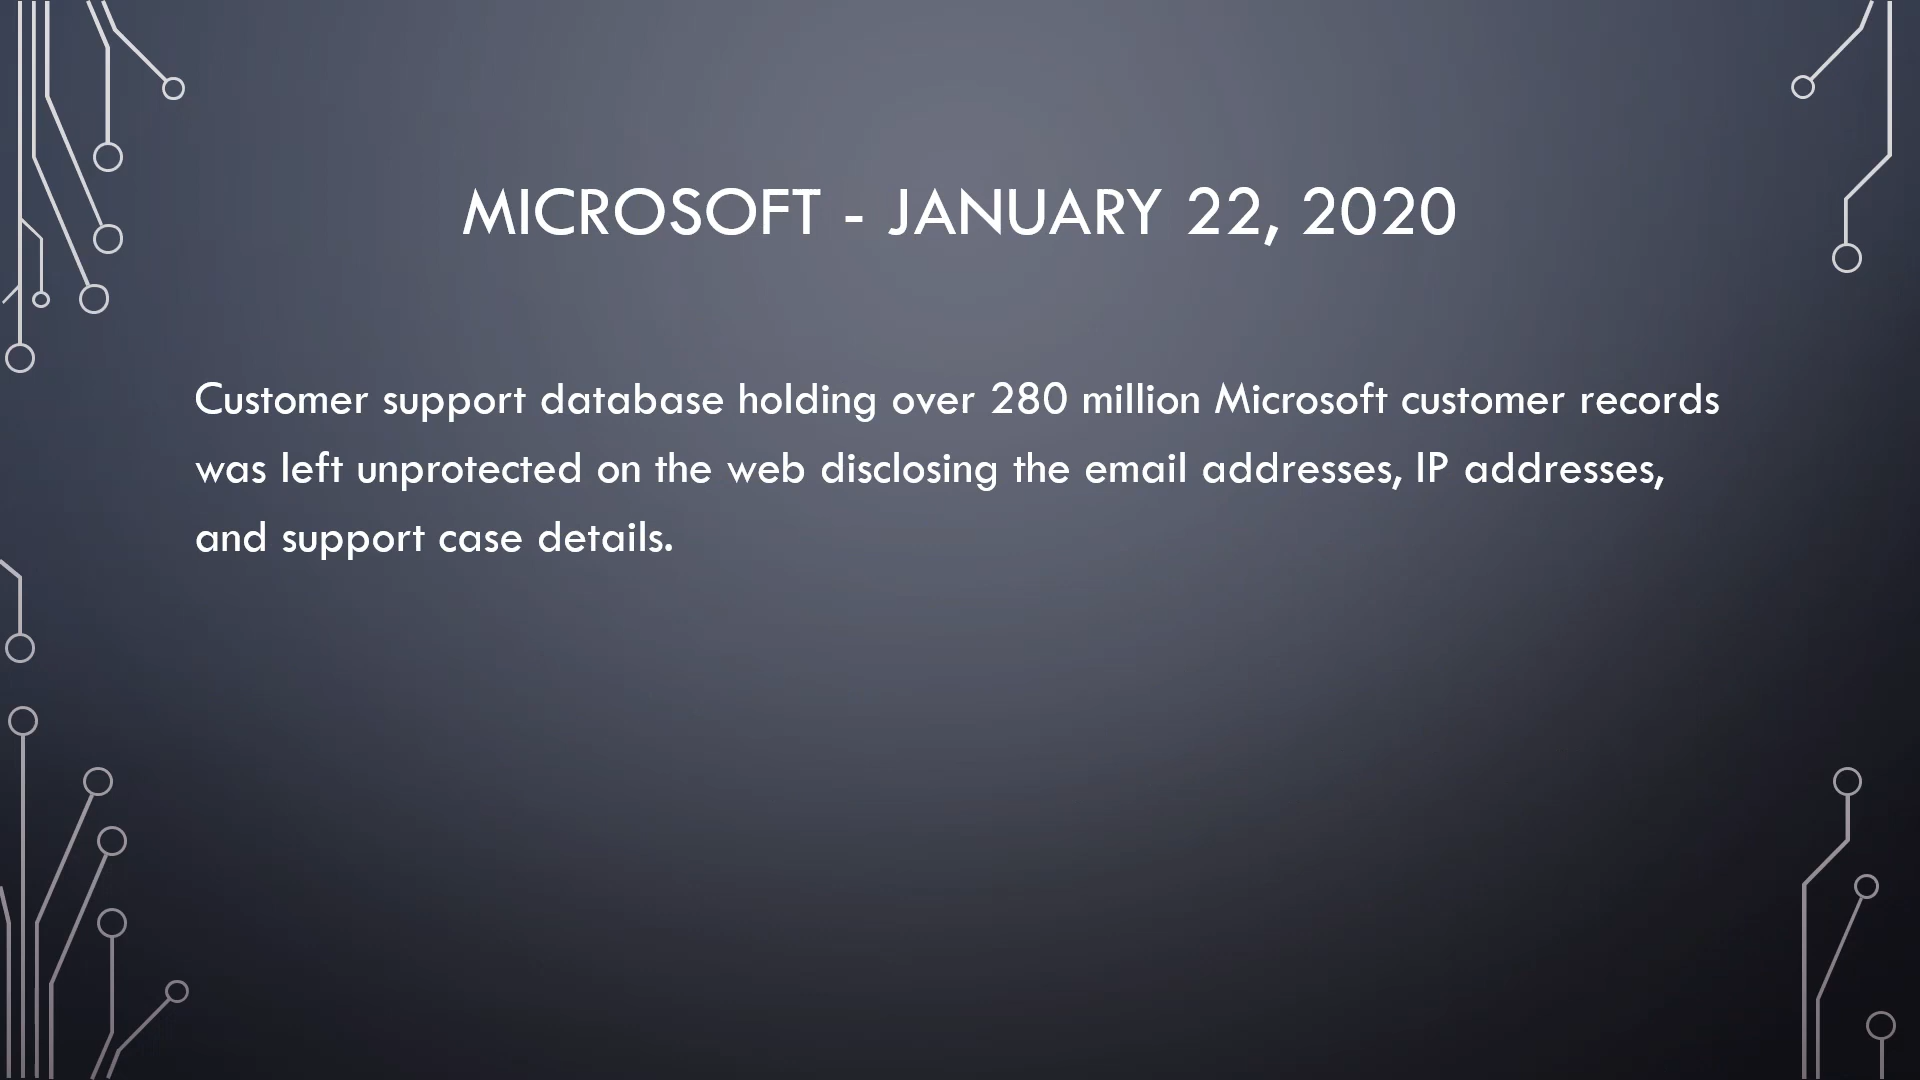 MICROSOFT - JANUARY 22, 2020
Customer support database holding over 280 million Microsoft customer records
was left unprotected on the web disclosing the email addresses, IP addresses,
and support case details.